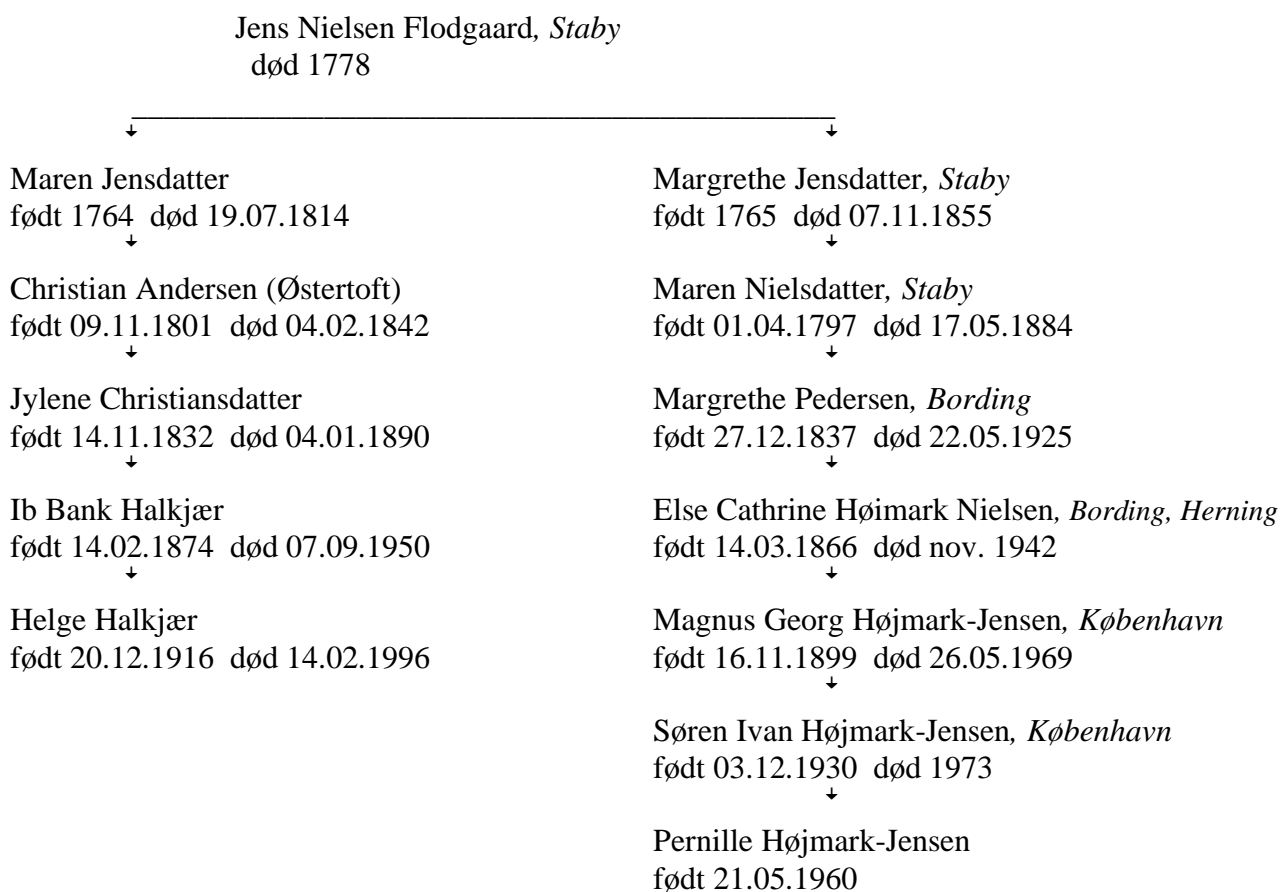 Jens Nielsen Flodgaard, Staby
død 1778
Maren Jensdatter
født 1764  død 19.07.1814
Christian Andersen (Østertoft)
født 09.11.1801  død 04.02.1842
Jylene Christiansdatter
født 14.11.1832  død 04.01.1890
Ib Bank Halkjær
født 14.02.1874  død 07.09.1950
Helge Halkjær
født 20.12.1916  død 14.02.1996
Margrethe Jensdatter, Staby
født 1765  død 07.11.1855
Maren Nielsdatter, Staby
født 01.04.1797  død 17.05.1884
Margrethe Pedersen, Bording
født 27.12.1837  død 22.05.1925
Else Cathrine Høimark Nielsen, Bording, Herning
født 14.03.1866  død nov. 1942
Magnus Georg Højmark-Jensen, København
født 16.11.1899  død 26.05.1969
Søren Ivan Højmark-Jensen, København
født 03.12.1930  død 1973
Pernille Højmark-Jensen
født 21.05.1960